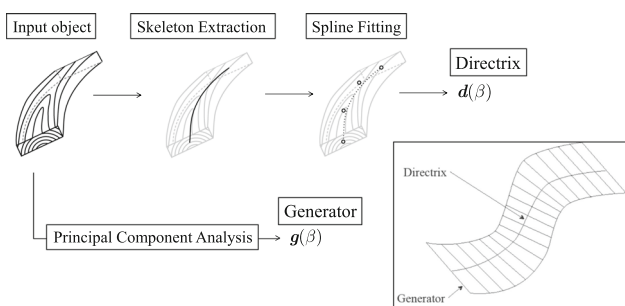 Input object
Skeleton Extraction
Spline Fitting
Directrix
d(β)
Directrix
Generator
Generator
g(β)
Principal Component Analysis